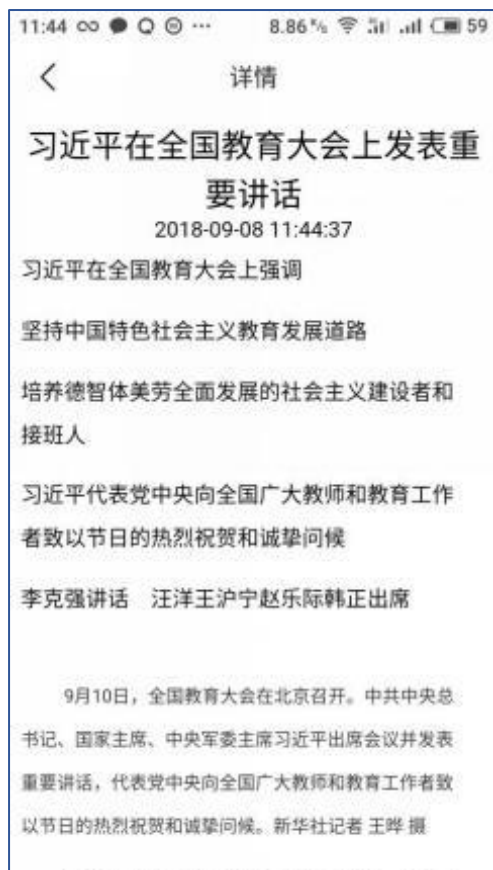 11:44 8.86 K/s 59
详情
习近平在全国教育大会上发表重
要讲话
2018-09-08 11:44:37
习近平在全国教育大会上强调
坚持中国特色社会主义教育发展道路
培养德智体美劳全面发展的社会主义建设者和
接班人
习近平代表党中央向全国广大教师和教育工作
者致以节日的热烈祝贺和诚挚问候
李克强讲话　汪洋王沪宁赵乐际韩正出席
9月10日，全国教育大会在北京召开。中共中央总
书记、国家主席、中央军委主席习近平出席会议并发表
重要讲话，代表党中央向全国广大教师和教育工作者致
以节日的热烈祝贺和诚挚问候。新华社记者 王晔 摄